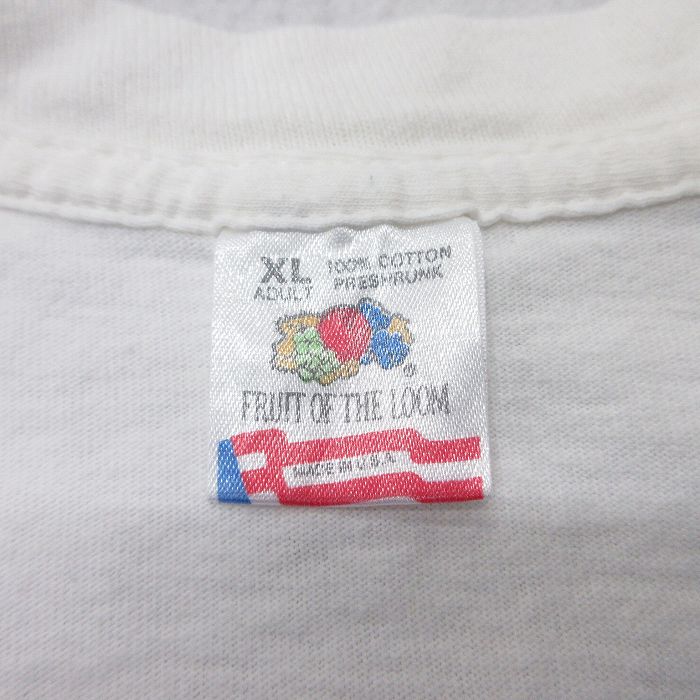 XL 100% COTTON
ADULT PRESHRUNK
®
FRUIT OF THE LOOM
MADE IN U.S.A.